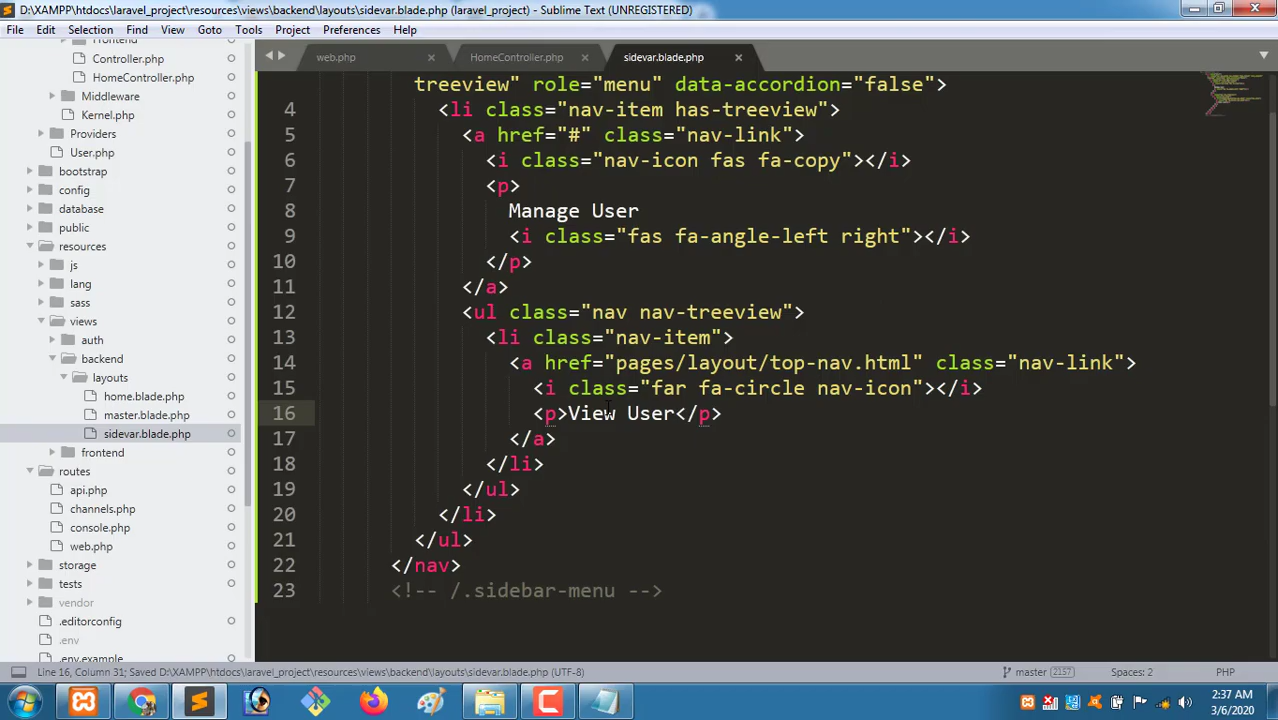 D:\XAMPP\htdocs\laravel_project\resources\views\backend\layouts\sidevar.blade.php (laravel_project) - Sublime Text (UNREGISTERED)
File Edit Selection Find View Goto Tools Project Preferences Help
web.php HomeController.php sidevar.blade.php
Frontend
Controller.php
HomeController.php
Middleware
Kernel.php
Providers
User.php
bootstrap
config
database
public
resources
js
lang
sass
views
auth
backend
layouts
home.blade.php
master.blade.php
sidevar.blade.php
frontend
routes
api.php
channels.php
console.php
web.php
storage
tests
vendor
.editorconfig
.env
.env.example
treeview" role="menu" data-accordion="false">
4 <li class="nav-item has-treeview">
5 <a href="#" class="nav-link">
6 <i class="nav-icon fas fa-copy"></i>
7 <p>
8 Manage User
9 <i class="fas fa-angle-left right"></i>
10 </p>
11 </a>
12 <ul class="nav nav-treeview">
13 <li class="nav-item">
14 <a href="pages/layout/top-nav.html" class="nav-link">
15 <i class="far fa-circle nav-icon"></i>
16 <p>View User</p>
17 </a>
18 </li>
19 </ul>
20 </li>
21 </ul>
22 </nav>
23 <!-- /.sidebar-menu -->
Line 16, Column 31; Saved D:\XAMPP\htdocs\laravel_project\resources\views\backend\layouts\sidevar.blade.php (UTF-8) master 2157 Spaces: 2 PHP
2:37 AM
3/6/2020